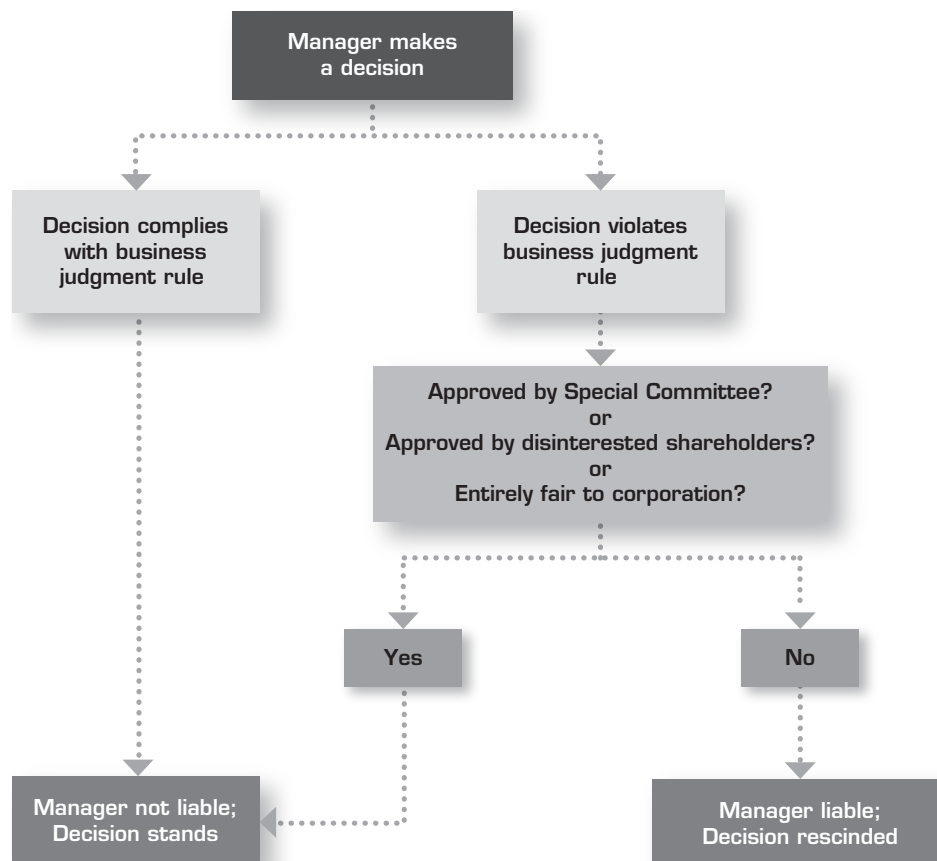 Manager makes
a decision
Decision complies
with business
judgment rule
Decision violates
business judgment
rule
Approved by Special Committee?
or
Approved by disinterested shareholders?
or
Entirely fair to corporation?
Yes
No
Manager not liable;
Decision stands
Manager liable;
Decision rescinded